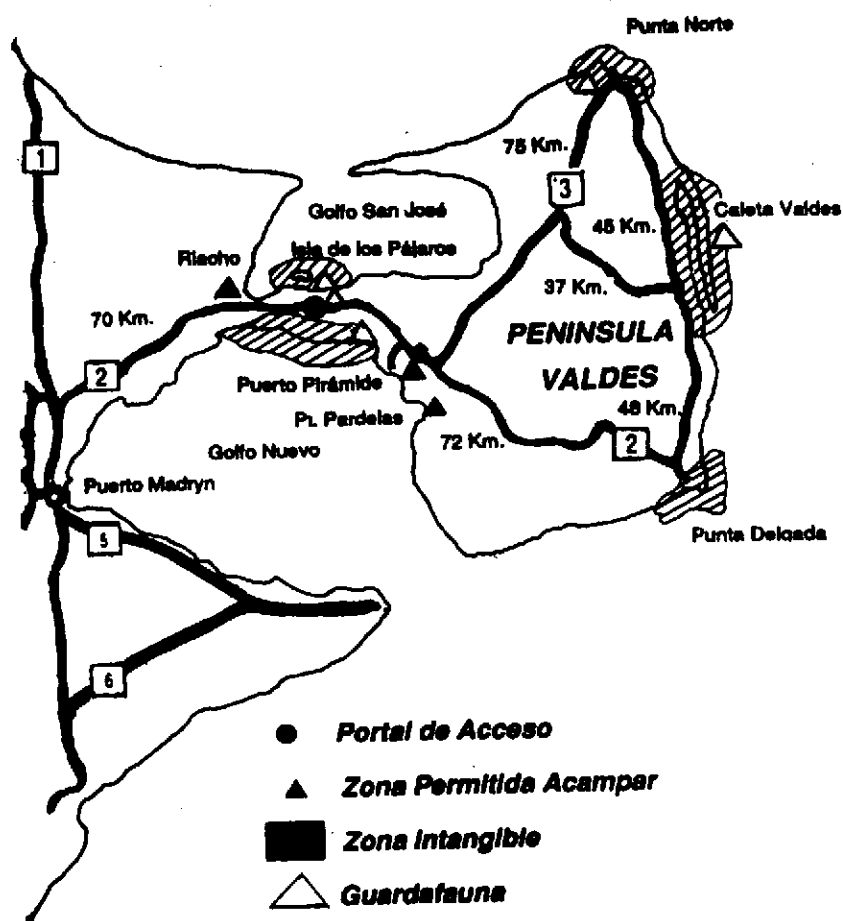 Punta Norte
1
75 Km.
3
Golfo San José
Caleta Valdes
45 Km.
Isla de los Pájaros
Riacho
37 Km.
70 Km.
PENINSULA
VALDES
2
Puerto Pirámide
48 Km.
Pt. Pardelas
72 Km.
2
Golfo Nuevo
Puerto Madryn
Punta Delgada
5
6
Portal de Acceso
Zona Permitida Acampar
Zona Intangible
Guardafauna